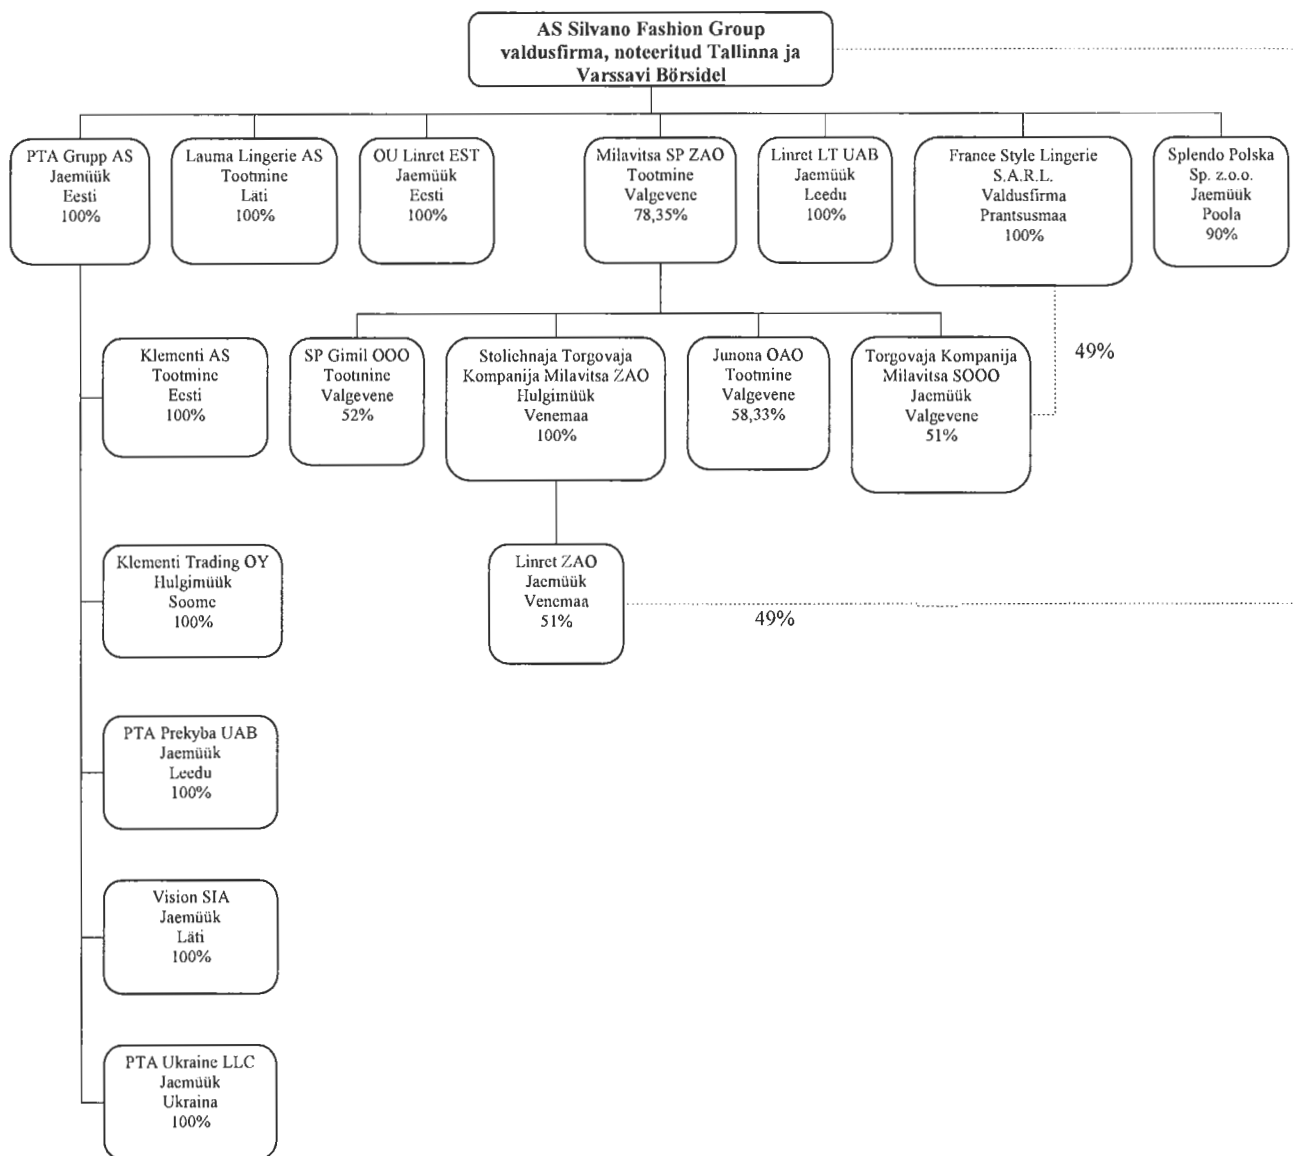 AS Silvano Fashion Group
valdusfirma, noteeritud Tallinna ja
Varssavi Börsidel
PTA Grupp AS
Jaemüük
Eesti
100%
Lauma Lingerie AS
Tootmine
Läti
100%
OU Linret EST
Jaemüük
Eesti
100%
Milavitsa SP ZAO
Tootmine
Valgevene
78,35%
Linret LT UAB
Jaemüük
Leedu
100%
France Style Lingerie
S.A.R.L.
Valdusfirma
Prantsusmaa
100%
Splendo Polska
Sp. z.o.o.
Jaemüük
Poola
90%
Klementi AS
Tootmine
Eesti
100%
SP Gimil OOO
Tootmine
Valgevene
52%
Stolichnaja Torgovaja
Kompanija Milavitsa ZAO
Hulgimüük
Venemaa
100%
Junona OAO
Tootmine
Valgevene
58,33%
Torgovaja Kompanija
Milavitsa SOOO
Jaemüük
Valgevene
51%
49%
Klementi Trading OY
Hulgimüük
Soome
100%
Linret ZAO
Jaemüük
Venemaa
51%
49%
PTA Prekyba UAB
Jaemüük
Leedu
100%
Vision SIA
Jaemüük
Läti
100%
PTA Ukraine LLC
Jaemüük
Ukraina
100%